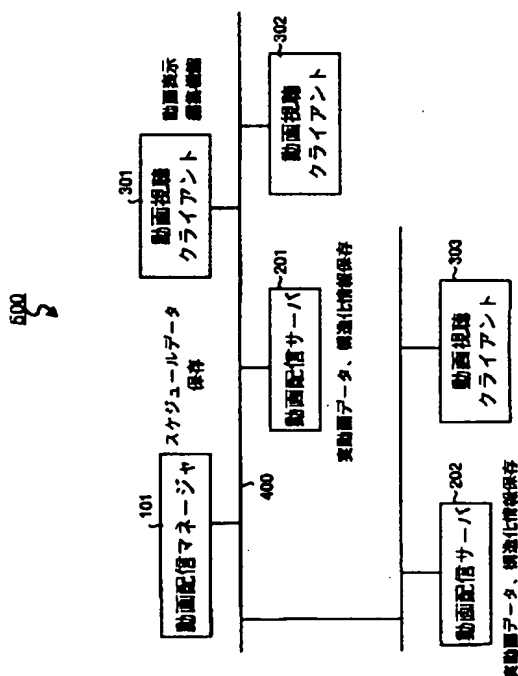 500
101
動画配信マネージャ
スケジュールデータ
保存
301
動画視聴
クライアント
動画表示
編集機能
400
201
動画配信サーバ
実動画データ、構造化情報保存
302
動画視聴
クライアント
202
動画配信サーバ
実動画データ、構造化情報保存
303
動画視聴
クライアント